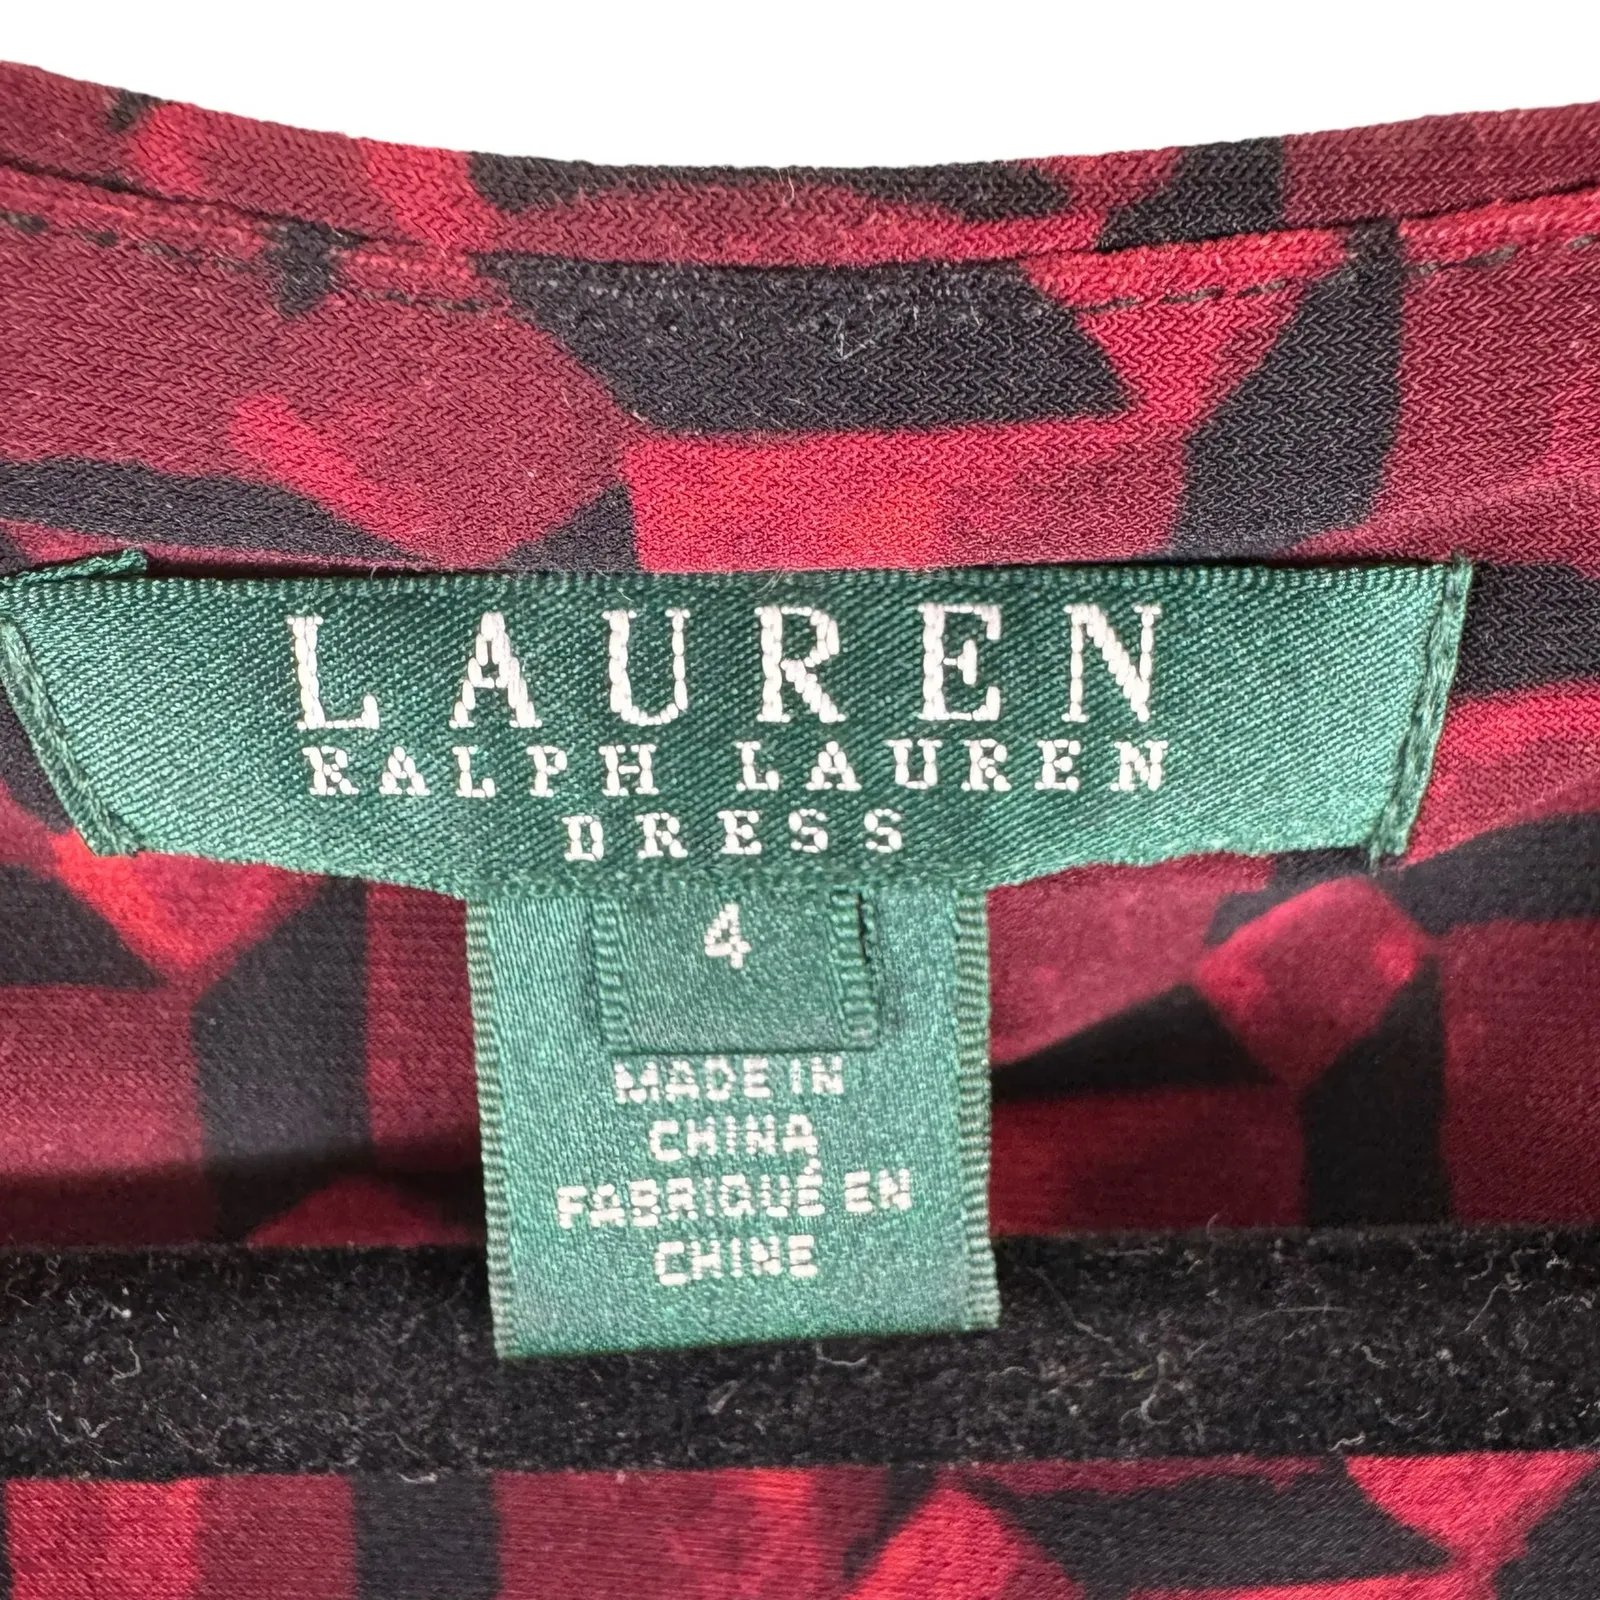 LAUREN
RALPH LAUREN
DRESS
4
MADE IN
CHINA
FABRIQUÉ EN
CHINE